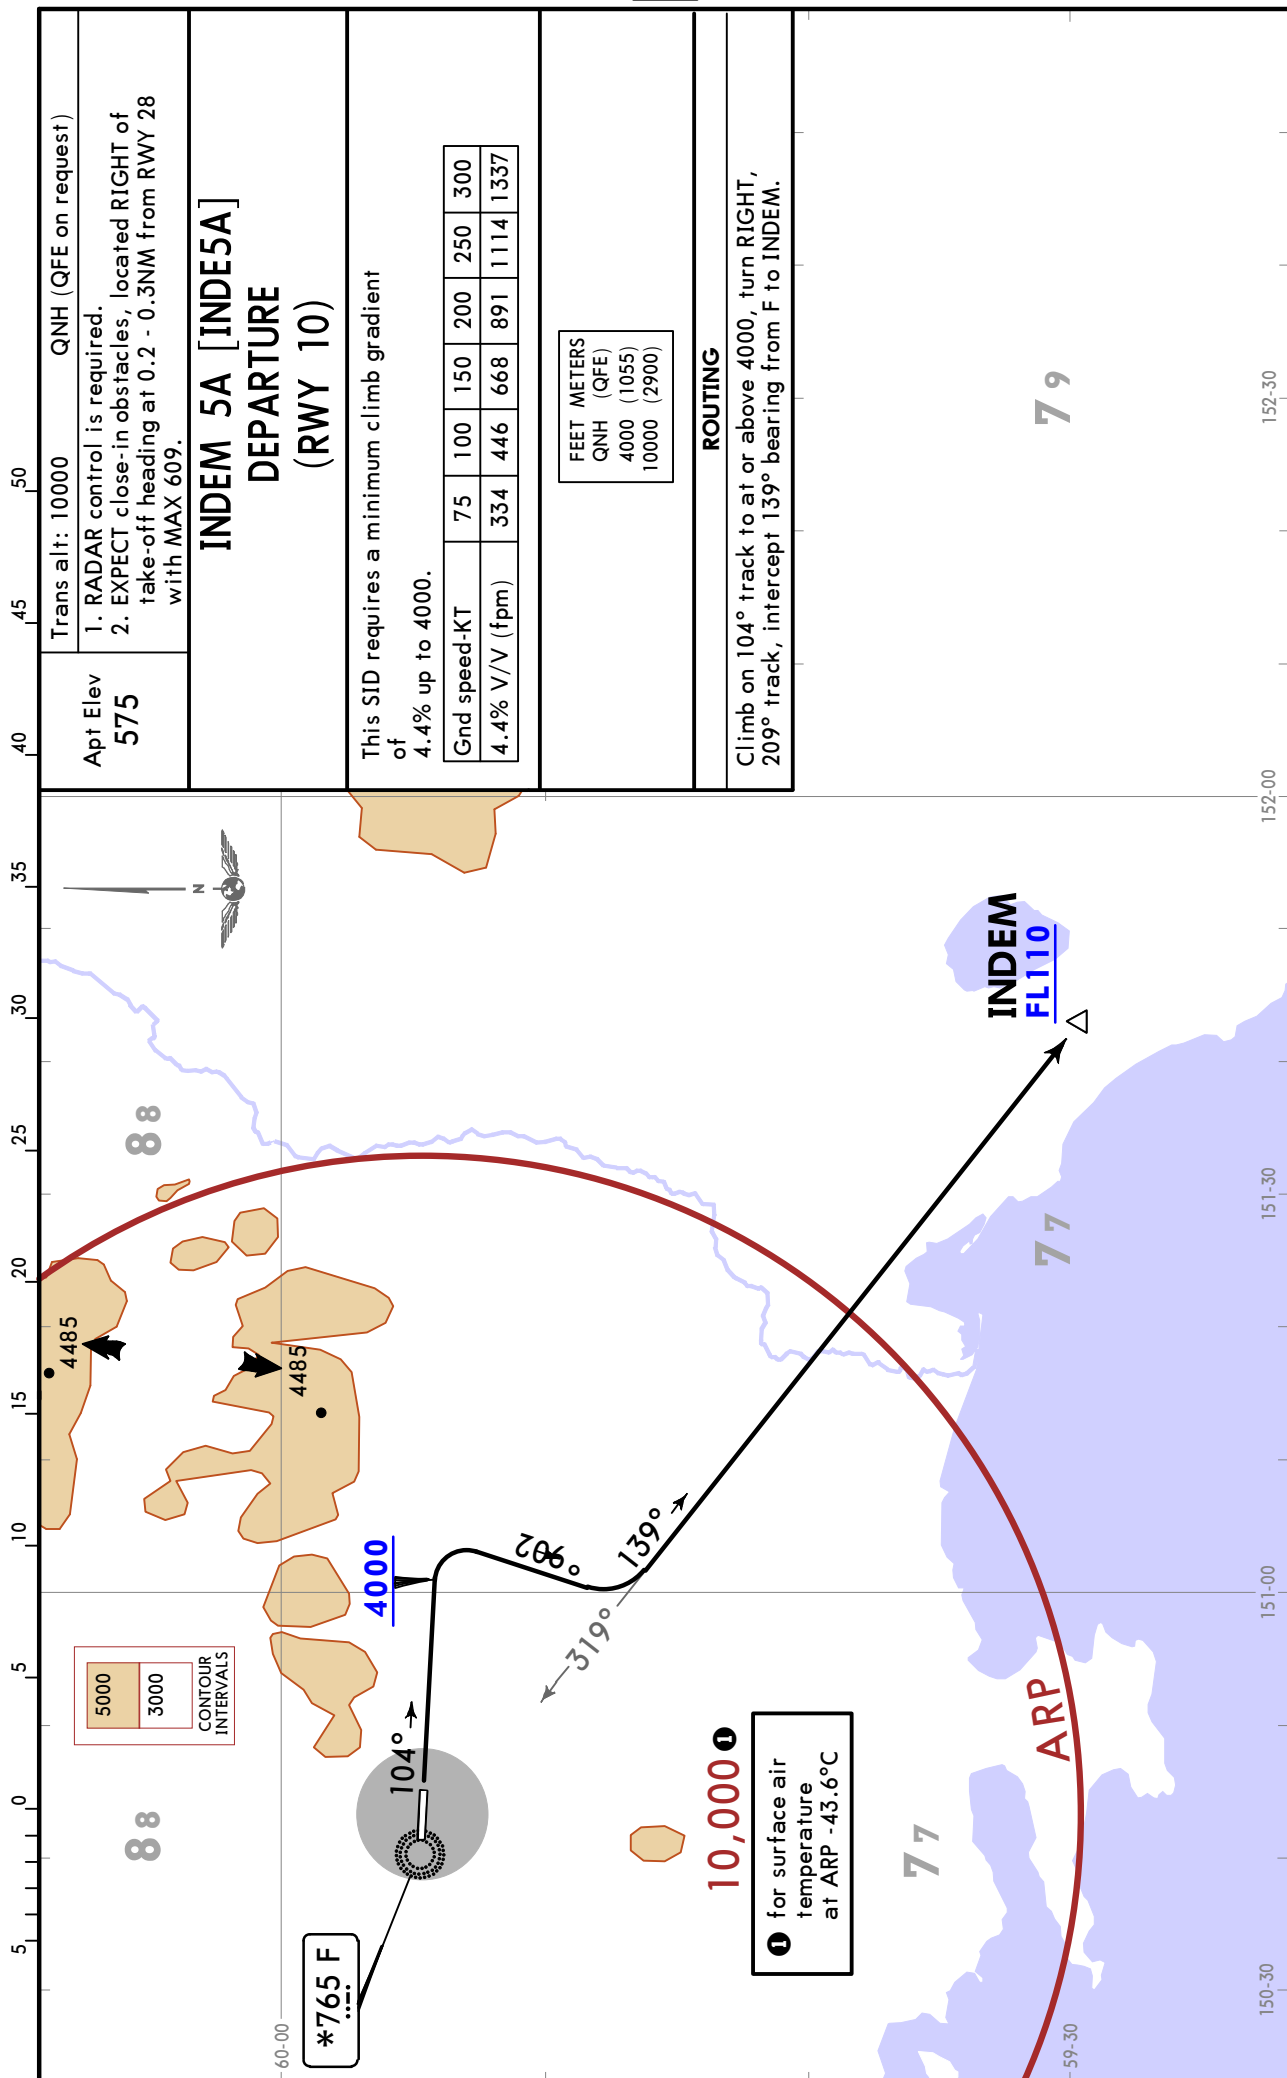 Apt Elev
575
Trans alt: 10000 QNH (QFE on request)
1. RADAR control is required.
2. EXPECT close-in obstacles, located RIGHT of
take-off heading at 0.2 - 0.3NM from RWY 28
with MAX 609.
INDEM 5A [INDE5A]
DEPARTURE
(RWY 10)
This SID requires a minimum climb gradient
of
4.4% up to 4000.
Gnd speed-KT 75 100 150 200 250 300
4.4% V/V (fpm) 334 446 668 891 1114 1337
FEET METERS
QNH (QFE)
4000 (1055)
10000 (2900)
ROUTING
Climb on 104° track to at or above 4000, turn RIGHT,
209° track, intercept 139° bearing from F to INDEM.
5 0 5 10 15 20 25 30 35 40 45 50
5000
3000
CONTOUR
INTERVALS
N
88
88
4485
4485
60-00
*765 F
104°
4000
209°
139°
319°
10,000 1
1 for surface air
temperature
at ARP -43.6°C
ARP
INDEM
FL110
77
77
79
59-30
150-30
151-00
151-30
152-00
152-30